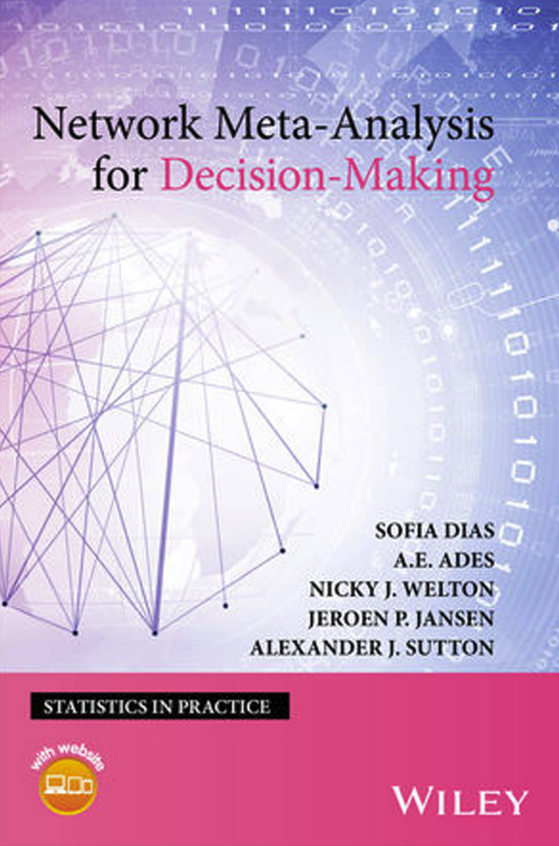 Network Meta-Analysis
for Decision-Making
SOFIA DIAS
A.E. ADES
NICKY J. WELTON
JEROEN P. JANSEN
ALEXANDER J. SUTTON
STATISTICS IN PRACTICE
with website
WILEY